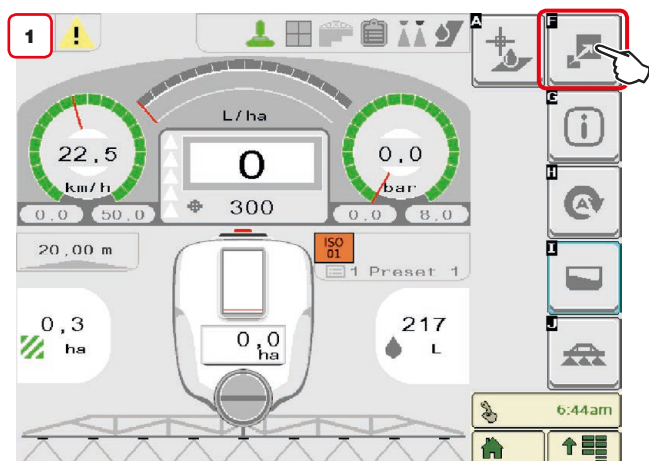 1
A
F
L/ha
G
22,5
km/h
0
0,0
bar
H
0.0
50.0
300
0.0
8.0
20,00 m
ISO
01
1 Preset 1
I
0,3
ha
0,0
ha
217
L
J
6:44am